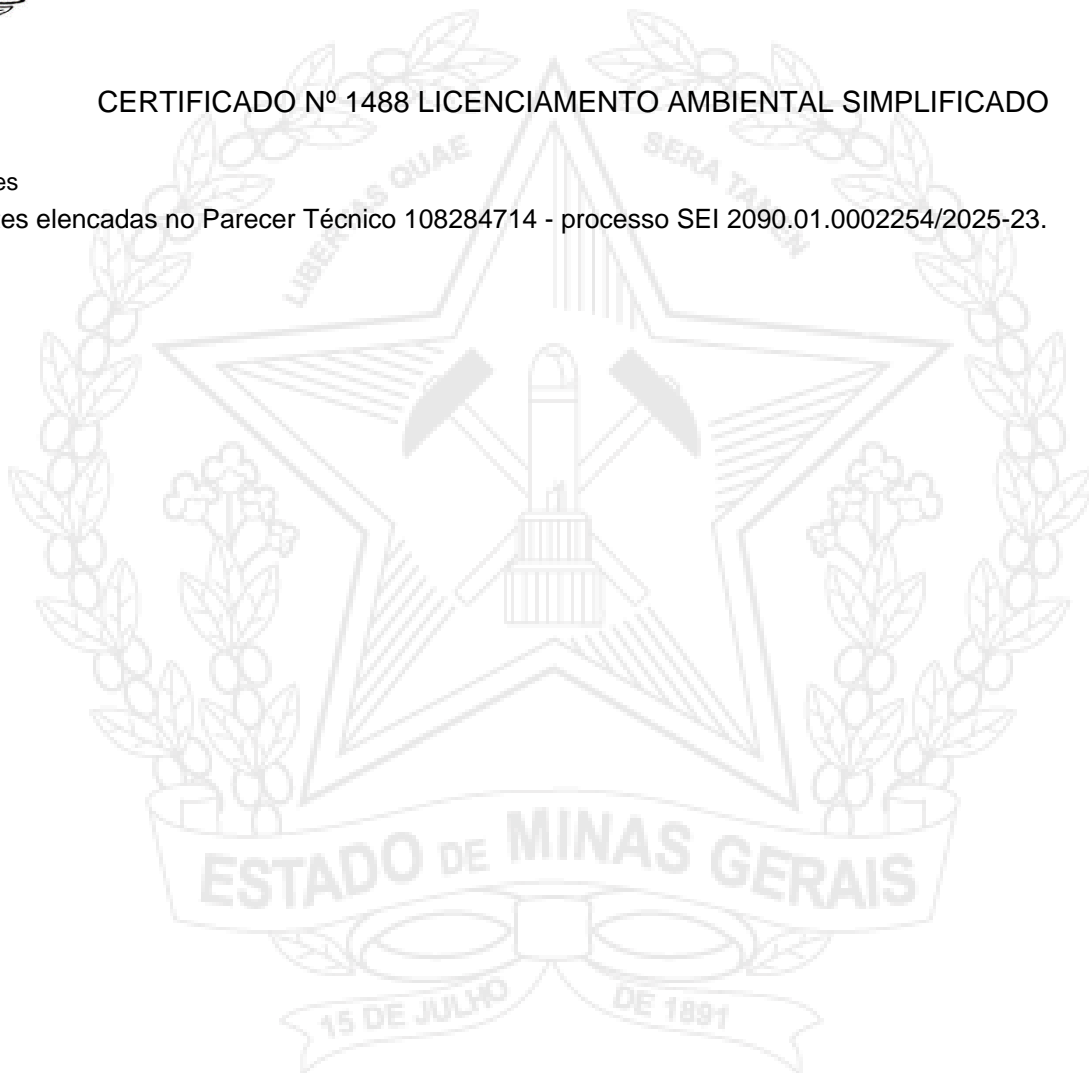 CERTIFICADO Nº 1488 LICENCIAMENTO AMBIENTAL SIMPLIFICADO
es
es elencadas no Parecer Técnico 108284714 - processo SEI 2090.01.0002254/2025-23.
LIBERTAS QUAE SERA TAMEN
ESTADO DE MINAS GERAIS
15 DE JULHO DE 1891